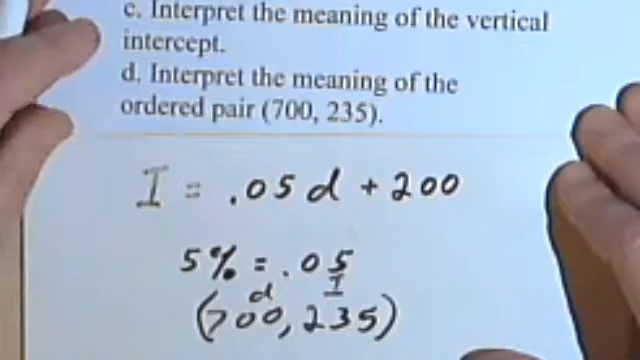 c. Interpret the meaning of the vertical
intercept.
d. Interpret the meaning of the
ordered pair (700, 235).
I = .05d + 200
5% = .05
d I
(700, 235)